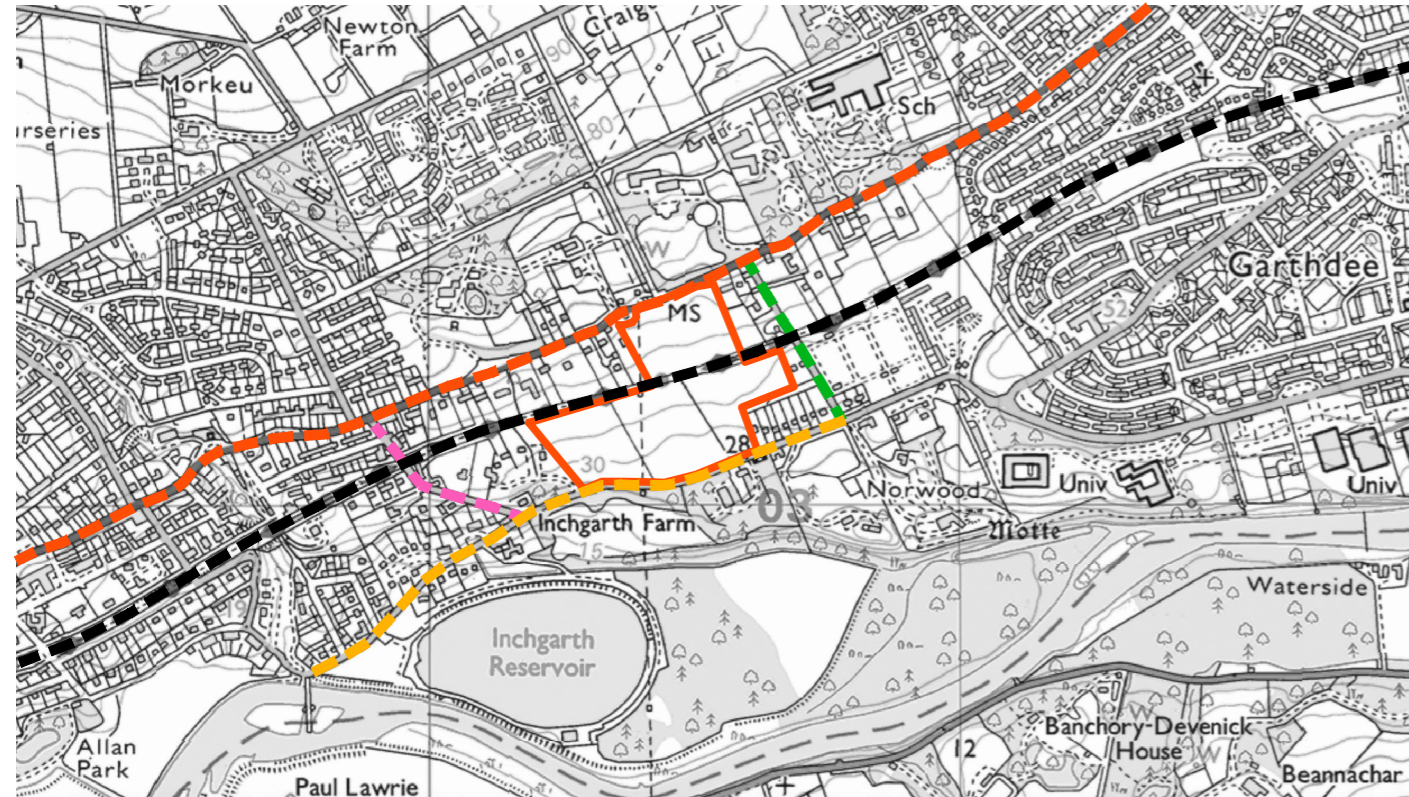 Newton
Farm
Craig
90
Morkeu
80
Sch
urseries
W
Garthdee
MS
52
28
30
Univ
Univ
Norwood
03
Inchgarth Farm
Motte
15
Waterside
19
Inchgarth
Reservoir
W
Banchory-Devenick
House
W
12
Allan
Park
Beannachar
Paul Lawrie